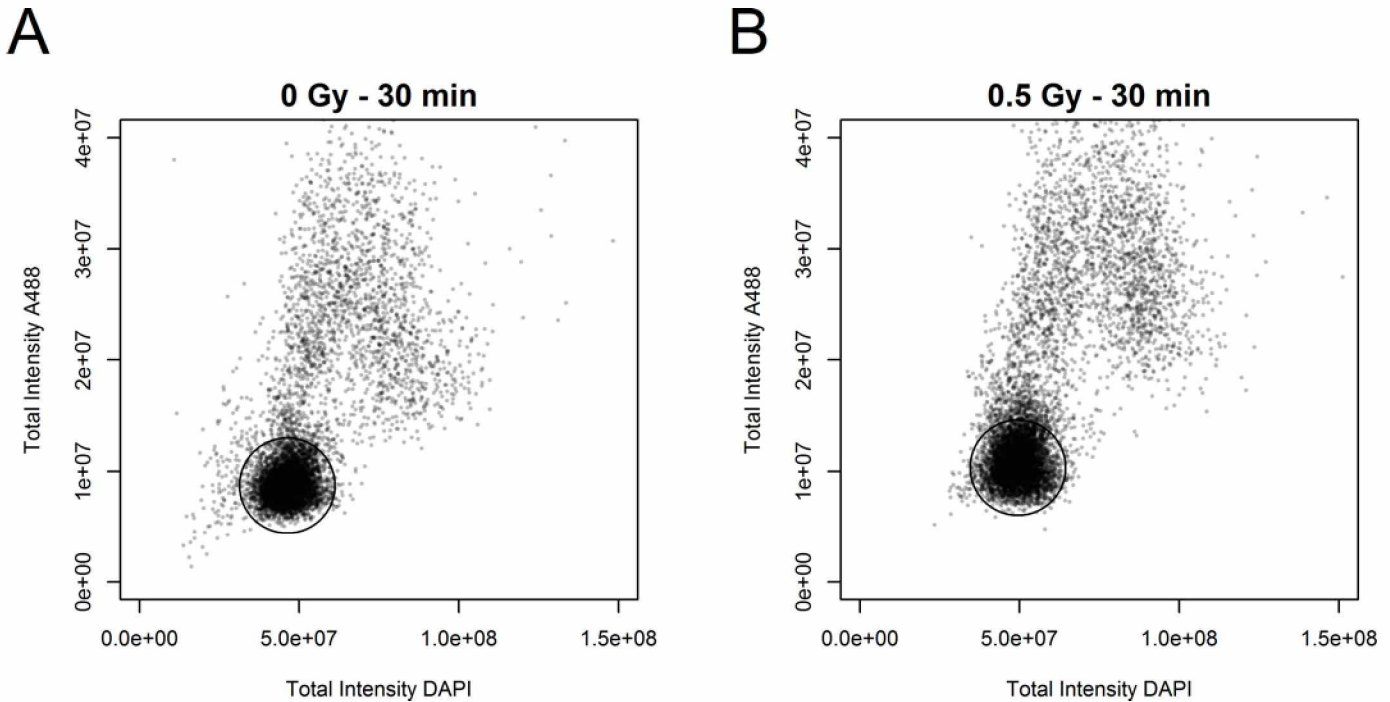 A
B
0 Gy - 30 min
0.5 Gy - 30 min
Total Intensity A488
0e+00 1e+07 2e+07 3e+07 4e+07
0.0e+00 5.0e+07 1.0e+08 1.5e+08
Total Intensity DAPI
Total Intensity A488
0e+00 1e+07 2e+07 3e+07 4e+07
0.0e+00 5.0e+07 1.0e+08 1.5e+08
Total Intensity DAPI